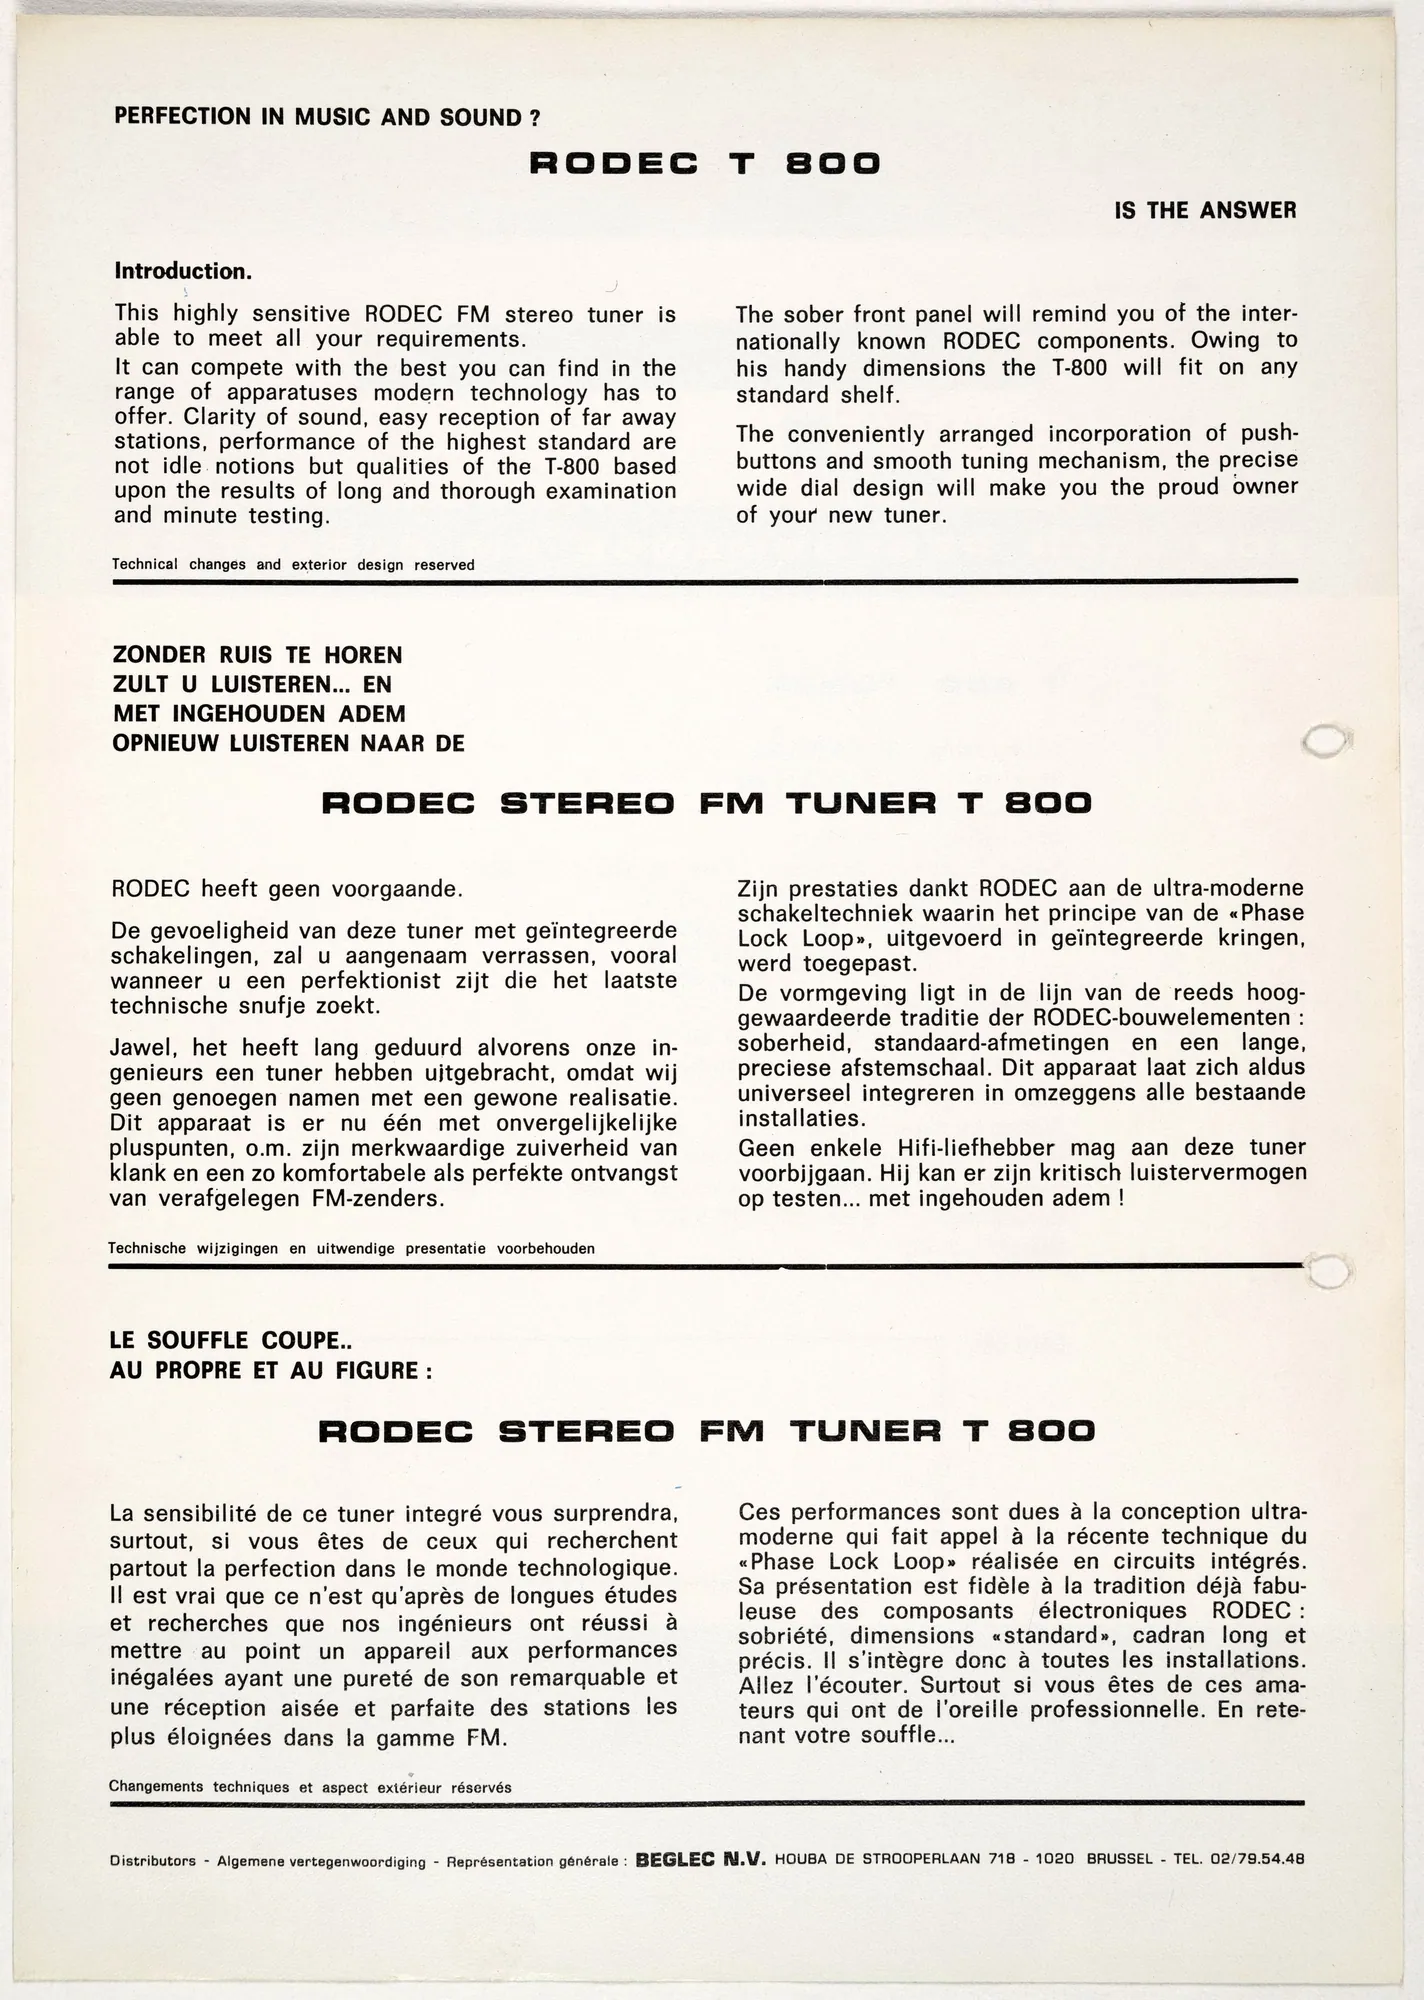 PERFECTION IN MUSIC AND SOUND ?
RODEC T 800
IS THE ANSWER
Introduction.
This highly sensitive RODEC FM stereo tuner is
able to meet all your requirements.
It can compete with the best you can find in the
range of apparatuses modern technology has to
offer. Clarity of sound, easy reception of far away
stations, performance of the highest standard are
not idle notions but qualities of the T-800 based
upon the results of long and thorough examination
and minute testing.
The sober front panel will remind you of the inter-
nationally known RODEC components. Owing to
his handy dimensions the T-800 will fit on any
standard shelf.
The conveniently arranged incorporation of push-
buttons and smooth tuning mechanism, the precise
wide dial design will make you the proud owner
of your new tuner.
Technical changes and exterior design reserved
ZONDER RUIS TE HOREN
ZULT U LUISTEREN... EN
MET INGEHOUDEN ADEM
OPNIEUW LUISTEREN NAAR DE
RODEC STEREO FM TUNER T 800
RODEC heeft geen voorgaande.
De gevoeligheid van deze tuner met geïntegreerde
schakelingen, zal u aangenaam verrassen, vooral
wanneer u een perfektionist zijt die het laatste
technische snufje zoekt.
Jawel, het heeft lang geduurd alvorens onze in-
genieurs een tuner hebben uitgebracht, omdat wij
geen genoegen namen met een gewone realisatie.
Dit apparaat is er nu één met onvergelijkelijke
pluspunten, o.m. zijn merkwaardige zuiverheid van
klank en een zo komfortabele als perfekte ontvangst
van verafgelegen FM-zenders.
Zijn prestaties dankt RODEC aan de ultra-moderne
schakeltechniek waarin het principe van de «Phase
Lock Loop», uitgevoerd in geïntegreerde kringen,
werd toegepast.
De vormgeving ligt in de lijn van de reeds hoog-
gewaardeerde traditie der RODEC-bouwelementen :
soberheid, standaard-afmetingen en een lange,
preciese afstemschaal. Dit apparaat laat zich aldus
universeel integreren in omzeggens alle bestaande
installaties.
Geen enkele Hifi-liefhebber mag aan deze tuner
voorbijgaan. Hij kan er zijn kritisch luistervermogen
op testen... met ingehouden adem !
Technische wijzigingen en uitwendige presentatie voorbehouden
LE SOUFFLE COUPE..
AU PROPRE ET AU FIGURE :
RODEC STEREO FM TUNER T 800
La sensibilité de ce tuner integré vous surprendra,
surtout, si vous êtes de ceux qui recherchent
partout la perfection dans le monde technologique.
Il est vrai que ce n'est qu'après de longues études
et recherches que nos ingénieurs ont réussi à
mettre au point un appareil aux performances
inégalées ayant une pureté de son remarquable et
une réception aisée et parfaite des stations les
plus éloignées dans la gamme FM.
Ces performances sont dues à la conception ultra-
moderne qui fait appel à la récente technique du
«Phase Lock Loop» réalisée en circuits intégrés.
Sa présentation est fidèle à la tradition déjà fabu-
leuse des composants électroniques RODEC :
sobriété, dimensions «standard», cadran long et
précis. Il s'intègre donc à toutes les installations.
Allez l'écouter. Surtout si vous êtes de ces ama-
teurs qui ont de l'oreille professionnelle. En rete-
nant votre souffle...
Changements techniques et aspect extérieur réservés
Distributors - Algemene vertegenwoordiging - Représentation générale : BEGLEC N.V. HOUBA DE STROOPERLAAN 718 - 1020 BRUSSEL - TEL. 02/79.54.48